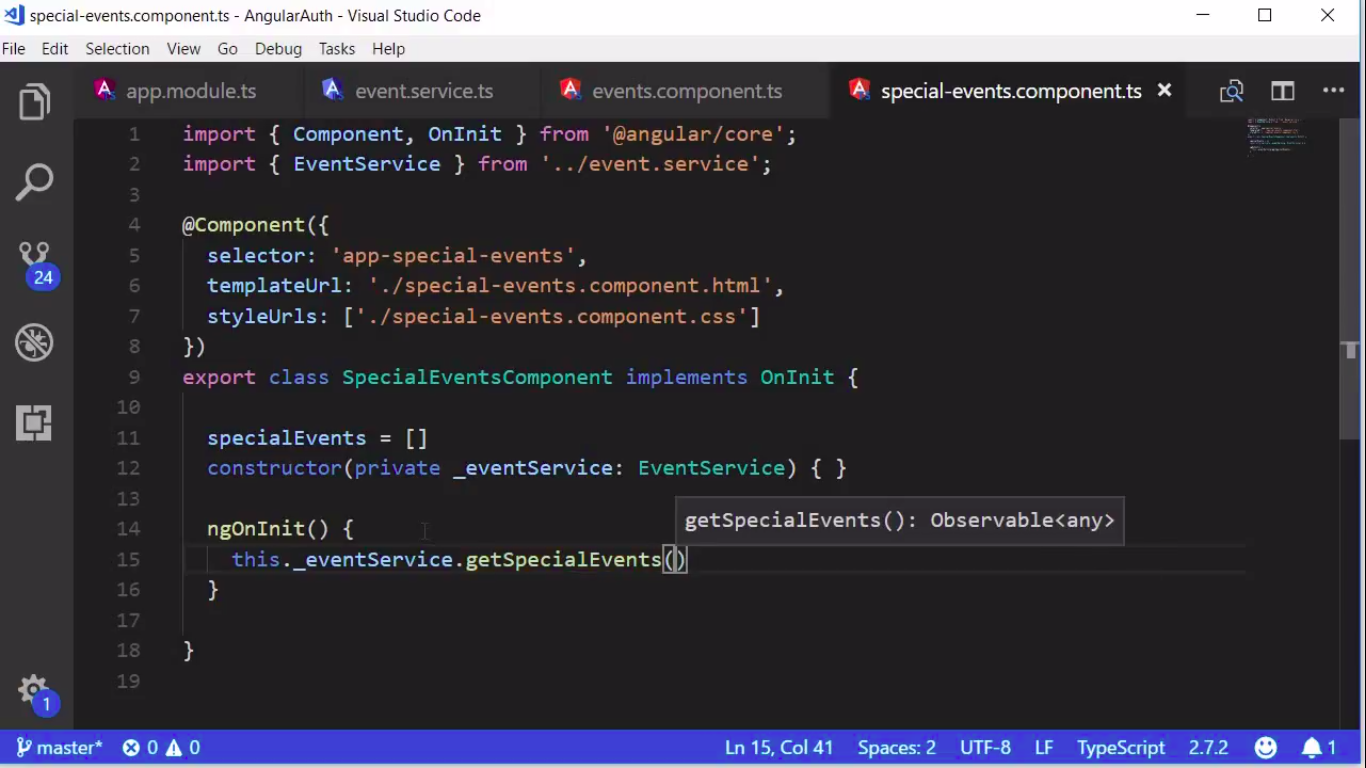 special-events.component.ts - AngularAuth - Visual Studio Code
File Edit Selection View Go Debug Tasks Help
app.module.ts event.service.ts events.component.ts special-events.component.ts
1 import { Component, OnInit } from '@angular/core';
2 import { EventService } from '../event.service';
3
4 @Component({
5   selector: 'app-special-events',
6   templateUrl: './special-events.component.html',
7   styleUrls: ['./special-events.component.css']
8 })
9 export class SpecialEventsComponent implements OnInit {
10
11   specialEvents = []
12   constructor(private _eventService: EventService) { }
13
14   ngOnInit() {
getSpecialEvents(): Observable<any>
15     this._eventService.getSpecialEvents()
16   }
17
18 }
19
24
1
master* 0 0 Ln 15, Col 41 Spaces: 2 UTF-8 LF TypeScript 2.7.2 1